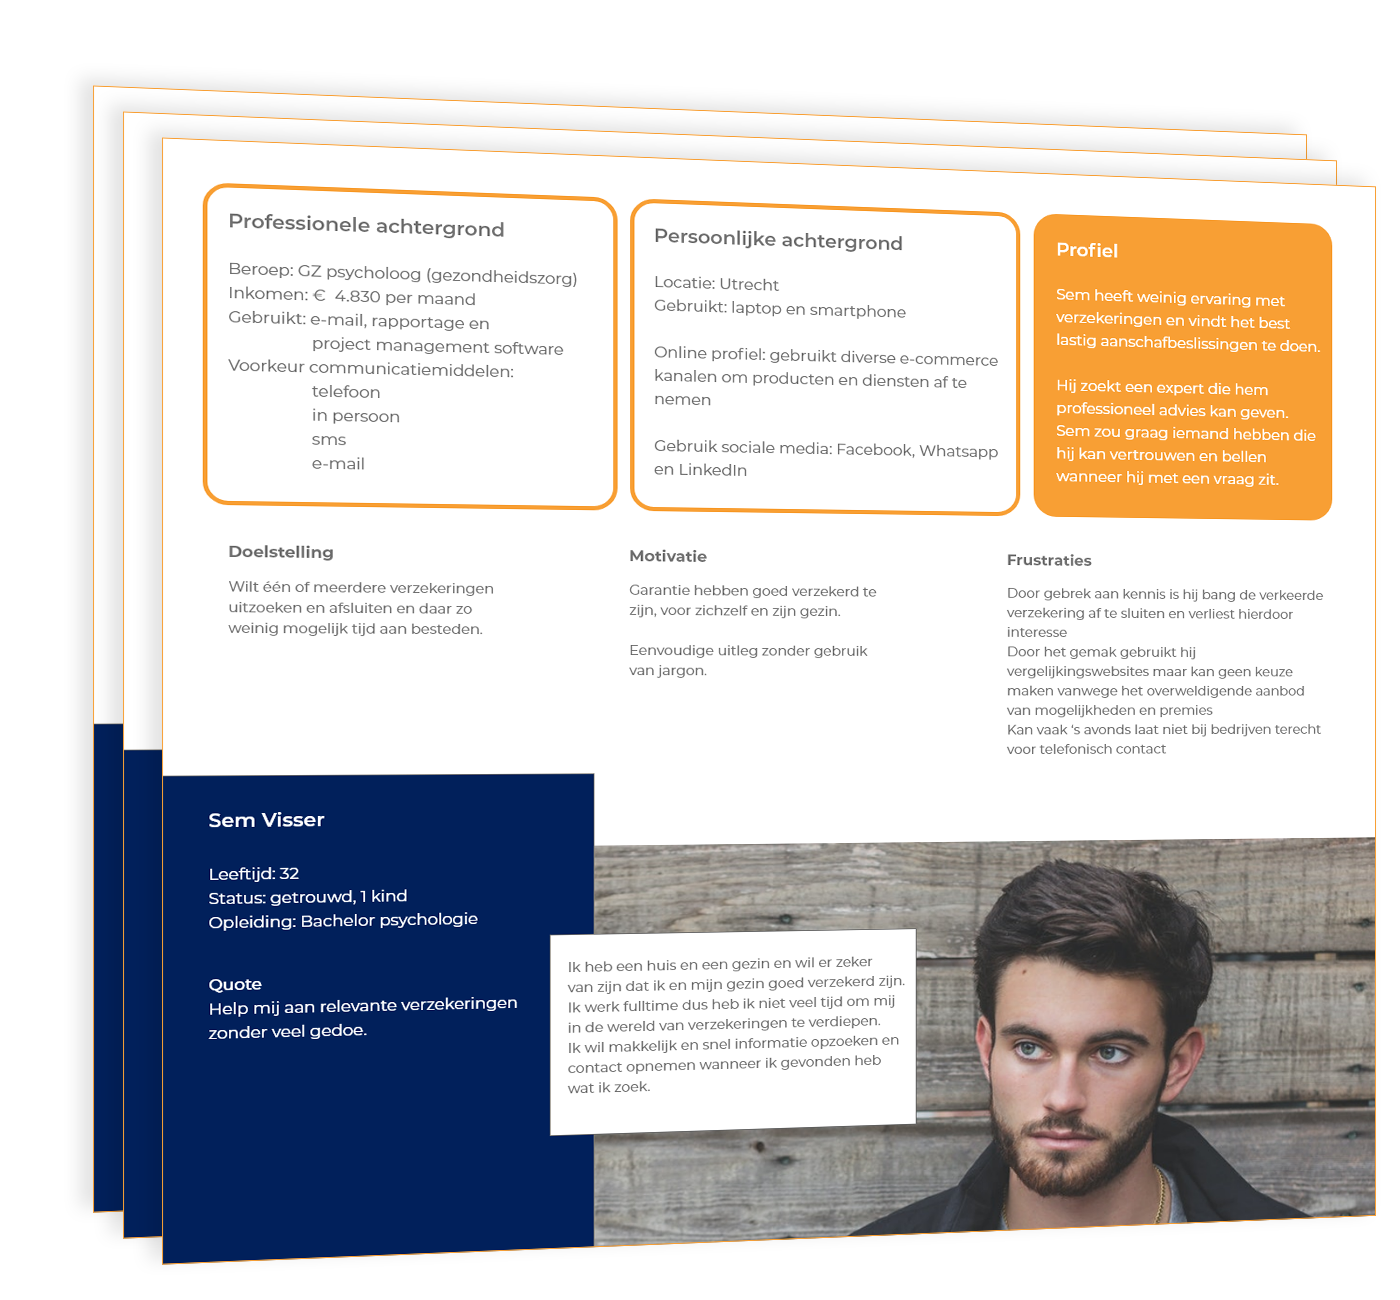 Professionele achtergrond
Beroep: GZ psycholoog (gezondheidszorg)
Inkomen: €  4.830 per maand
Gebruikt: e-mail, rapportage en
project management software
Voorkeur communicatiemiddelen:
telefoon
in persoon
sms
e-mail
Persoonlijke achtergrond
Locatie: Utrecht
Gebruikt: laptop en smartphone
Online profiel: gebruikt diverse e-commerce
kanalen om producten en diensten af te
nemen
Gebruik sociale media: Facebook, Whatsapp
en LinkedIn
Profiel
Sem heeft weinig ervaring met
verzekeringen en vindt het best
lastig aanschafbeslissingen te doen.
Hij zoekt een expert die hem
professioneel advies kan geven.
Sem zou graag iemand hebben die
hij kan vertrouwen en bellen
wanneer hij met een vraag zit.
Doelstelling
Wilt één of meerdere verzekeringen
uitzoeken en afsluiten en daar zo
weinig mogelijk tijd aan besteden.
Motivatie
Garantie hebben goed verzekerd te
zijn, voor zichzelf en zijn gezin.
Eenvoudige uitleg zonder gebruik
van jargon.
Frustraties
Door gebrek aan kennis is hij bang de verkeerde
verzekering af te sluiten en verliest hierdoor
interesse
Door het gemak gebruikt hij
vergelijkingswebsites maar kan geen keuze
maken vanwege het overweldigende aanbod
van mogelijkheden en premies
Kan vaak ‘s avonds laat niet bij bedrijven terecht
voor telefonisch contact
Sem Visser
Leeftijd: 32
Status: getrouwd, 1 kind
Opleiding: Bachelor psychologie
Quote
Help mij aan relevante verzekeringen
zonder veel gedoe.
Ik heb een huis en een gezin en wil er zeker
van zijn dat ik en mijn gezin goed verzekerd zijn.
Ik werk fulltime dus heb ik niet veel tijd om mij
in de wereld van verzekeringen te verdiepen.
Ik wil makkelijk en snel informatie opzoeken en
contact opnemen wanneer ik gevonden heb
wat ik zoek.